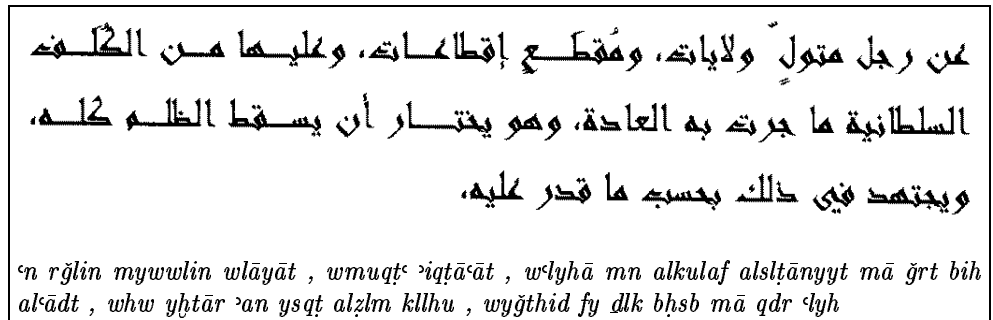 عن رجل متولٍ ّ ولايات، ومُقطَعٍ إقطاعات، وعليها من الكُلَف
السلطانية ما جرت به العادة، وهو يختار أن يسقط الظلم كله،
ويجتهد في ذلك بحسب ما قدر عليه،
ʿn rǧlin mywwlin wlāyāt , wmuqṭʿ ʾiqṭāʿāt , wʿlyhā mn alkulaf alslṭānyyt mā ǧrt bih
alʿādt , whw yḫtār ʾan ysqṭ alẓlm kllhu , wyǧthid fy ḏlk bḥsb mā qdr ʿlyh